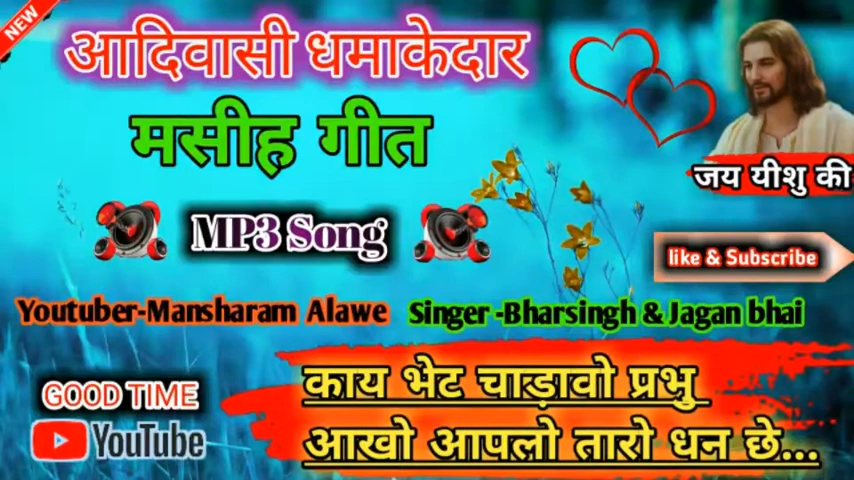 NEW
आदिवासी धमाकेदार
मसीह गीत
जय यीशु की
MP3 Song
like & Subscribe
Youtuber-Mansharam Alawe
Singer -Bharsingh & Jagan bhai
GOOD TIME
YouTube
काय भेट चाड़ावो प्रभु
आखो आपलो तारो धन छे...